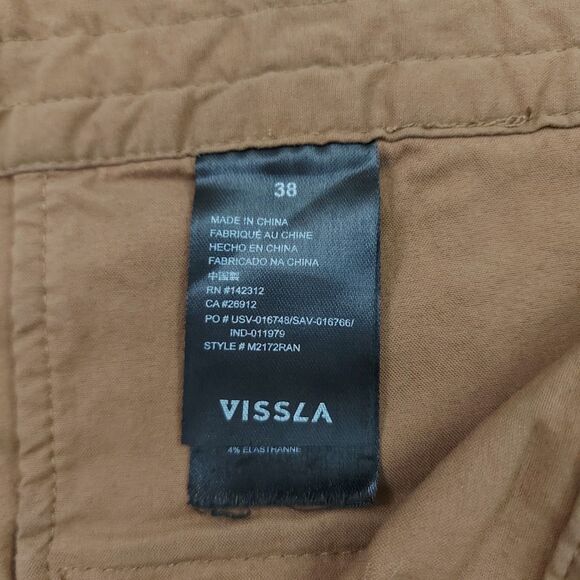 38
MADE IN CHINA
FABRIQUÉ AU CHINE
HECHO EN CHINA
FABRICADO NA CHINA
中国製
RN #142312
CA #26912
PO # USV-016748/SAV-016766/
IND-011979
STYLE # M2172RAN
VISSLA
4% ELASTHANNE